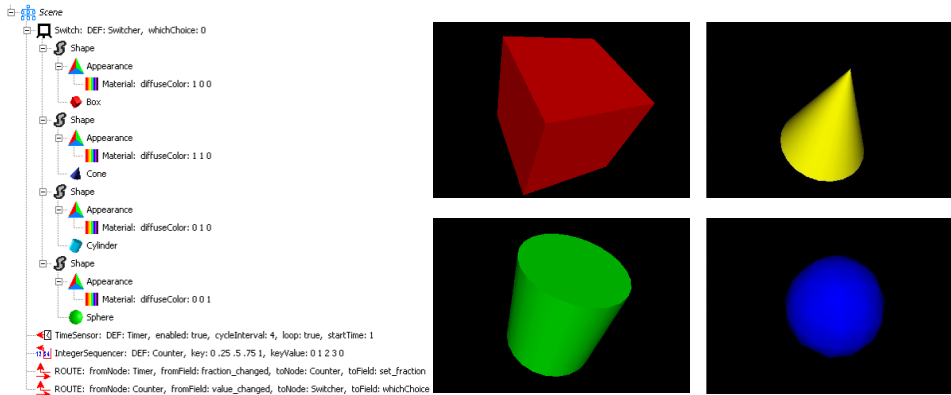 Scene
Switch: DEF: Switcher, whichChoice: 0
Shape
Appearance
Material: diffuseColor: 1 0 0
Box
Shape
Appearance
Material: diffuseColor: 1 1 0
Cone
Shape
Appearance
Material: diffuseColor: 0 1 0
Cylinder
Shape
Appearance
Material: diffuseColor: 0 0 1
Sphere
TimeSensor: DEF: Timer, enabled: true, cycleInterval: 4, loop: true, startTime: 1
IntegerSequencer: DEF: Counter, key: 0 .25 .5 .75 1, keyValue: 0 1 2 3 0
ROUTE: fromNode: Timer, fromField: fraction_changed, toNode: Counter, toField: set_fraction
ROUTE: fromNode: Counter, fromField: value_changed, toNode: Switcher, toField: whichChoice